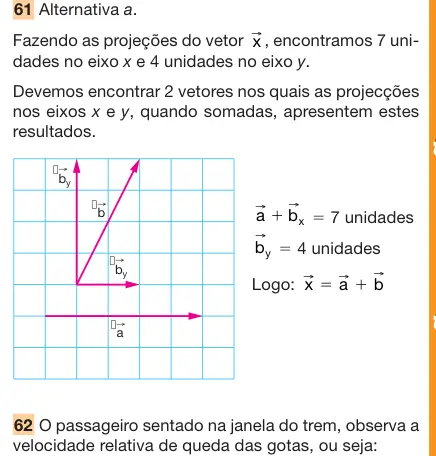 61 Alternativa a.
Fazendo as projeções do vetor x⃗, encontramos 7 uni-
dades no eixo x e 4 unidades no eixo y.
Devemos encontrar 2 vetores nos quais as projecções
nos eixos x e y, quando somadas, apresentem estes
resultados.
b⃗y
b⃗
b⃗y
a⃗
a⃗ + b⃗x = 7 unidades
b⃗y = 4 unidades
Logo: x⃗ = a⃗ + b⃗
62 O passageiro sentado na janela do trem, observa a
velocidade relativa de queda das gotas, ou seja: